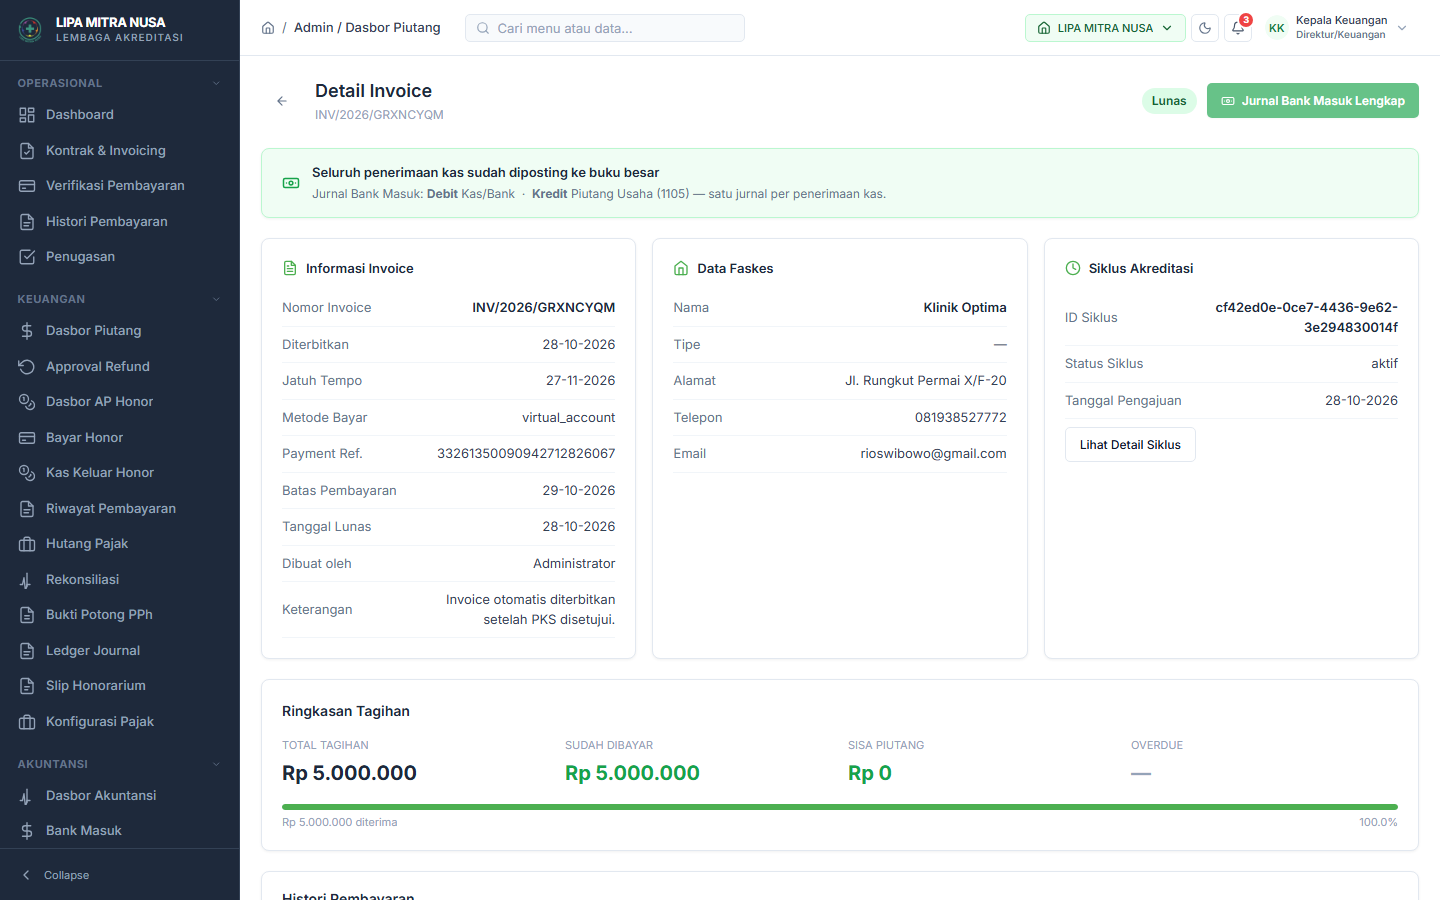 LIPA MITRA NUSA
LEMBAGA AKREDITASI
OPERASIONAL
Dashboard
Kontrak & Invoicing
Verifikasi Pembayaran
Histori Pembayaran
Penugasan
KEUANGAN
Dasbor Piutang
Approval Refund
Dasbor AP Honor
Bayar Honor
Kas Keluar Honor
Riwayat Pembayaran
Hutang Pajak
Rekonsiliasi
Bukti Potong PPh
Ledger Journal
Slip Honorarium
Konfigurasi Pajak
AKUNTANSI
Dasbor Akuntansi
Bank Masuk
Collapse
/ Admin / Dasbor Piutang
Cari menu atau data...
LIPA MITRA NUSA
3
KK
Kepala Keuangan
Direktur/Keuangan
Detail Invoice
INV/2026/GRXNCYQM
Lunas
Jurnal Bank Masuk Lengkap
Seluruh penerimaan kas sudah diposting ke buku besar
Jurnal Bank Masuk: Debit Kas/Bank · Kredit Piutang Usaha (1105) — satu jurnal per penerimaan kas.
Informasi Invoice
Nomor Invoice INV/2026/GRXNCYQM
Diterbitkan 28-10-2026
Jatuh Tempo 27-11-2026
Metode Bayar virtual_account
Payment Ref. 33261350090942712826067
Batas Pembayaran 29-10-2026
Tanggal Lunas 28-10-2026
Dibuat oleh Administrator
Keterangan Invoice otomatis diterbitkan
setelah PKS disetujui.
Data Faskes
Nama Klinik Optima
Tipe —
Alamat Jl. Rungkut Permai X/F-20
Telepon 081938527772
Email rioswibowo@gmail.com
Siklus Akreditasi
ID Siklus cf42ed0e-0ce7-4436-9e62-
3e294830014f
Status Siklus aktif
Tanggal Pengajuan 28-10-2026
Lihat Detail Siklus
Ringkasan Tagihan
TOTAL TAGIHAN
Rp 5.000.000
SUDAH DIBAYAR
Rp 5.000.000
SISA PIUTANG
Rp 0
OVERDUE
—
Rp 5.000.000 diterima
100.0%
Histori Pembayaran